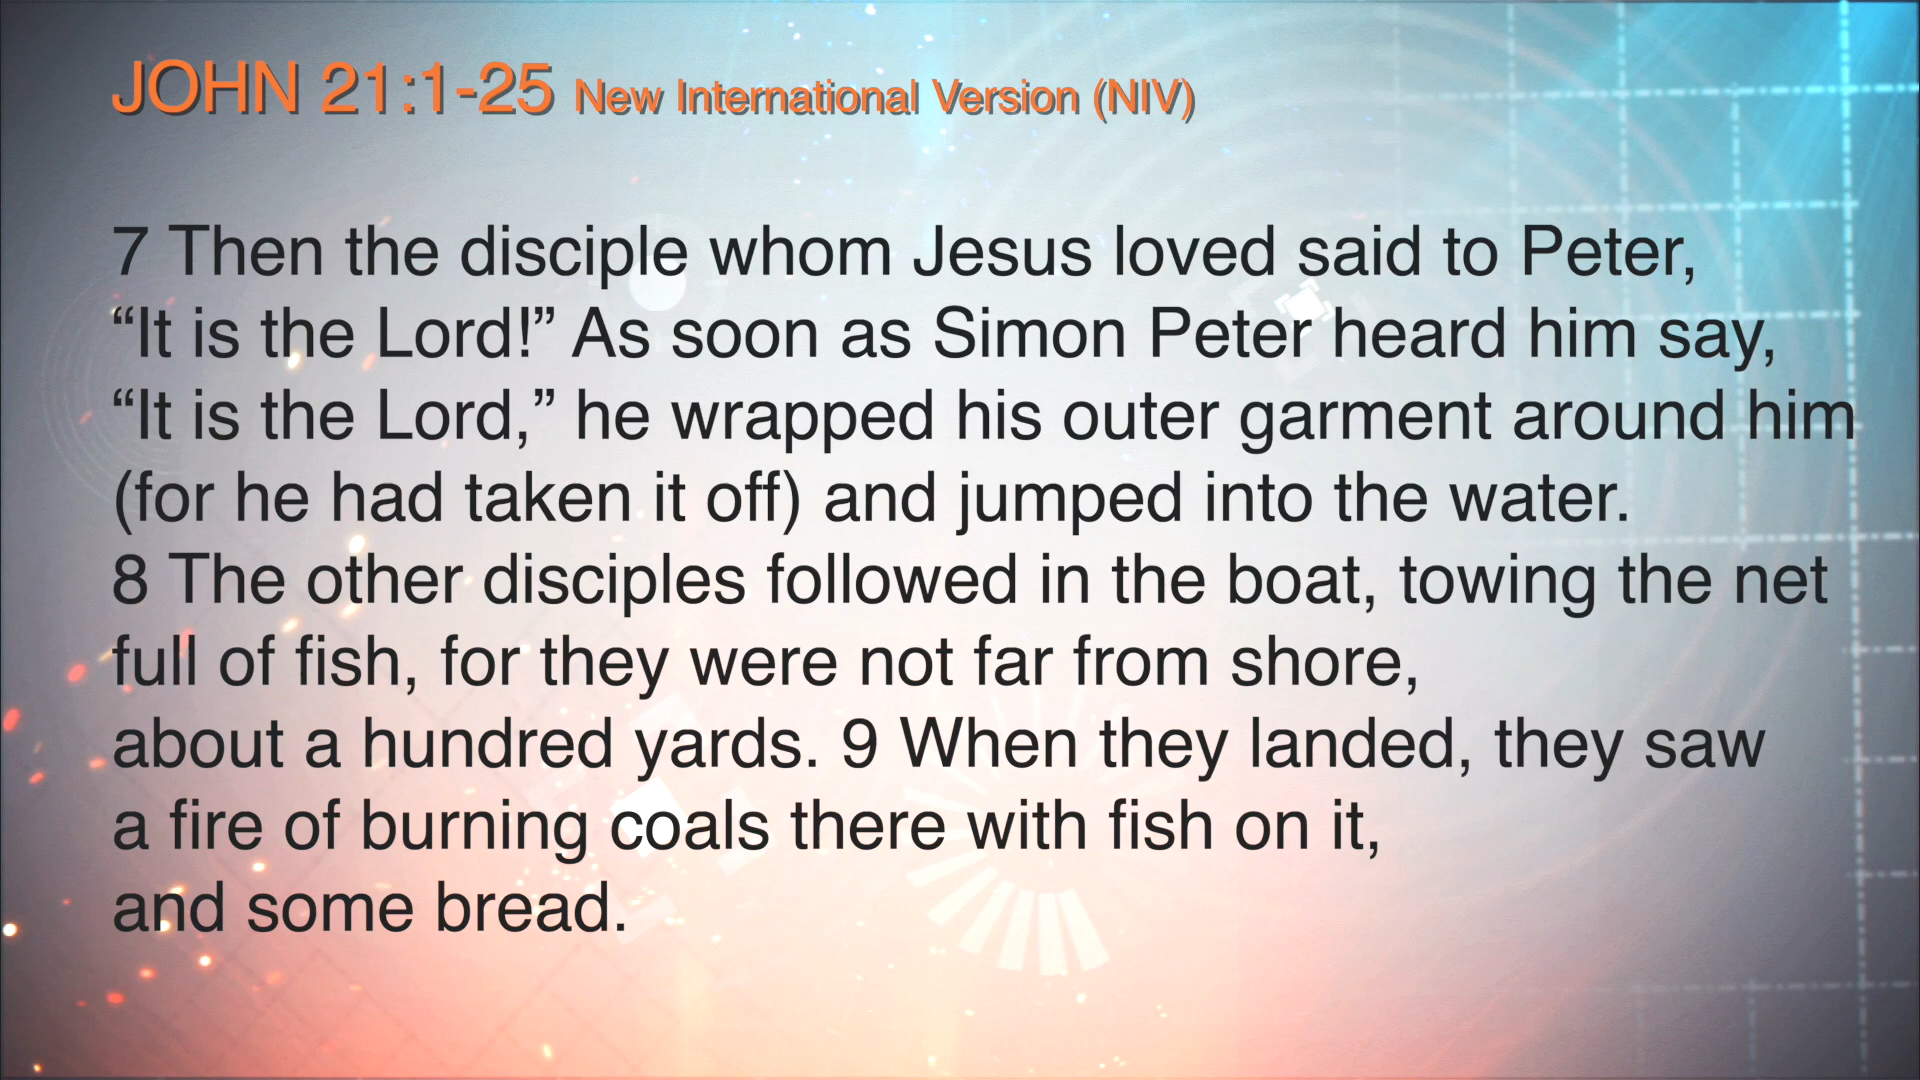 JOHN 21:1-25 New International Version (NIV)
7 Then the disciple whom Jesus loved said to Peter,
“It is the Lord!” As soon as Simon Peter heard him say,
“It is the Lord,” he wrapped his outer garment around him
(for he had taken it off) and jumped into the water.
8 The other disciples followed in the boat, towing the net
full of fish, for they were not far from shore,
about a hundred yards. 9 When they landed, they saw
a fire of burning coals there with fish on it,
and some bread.